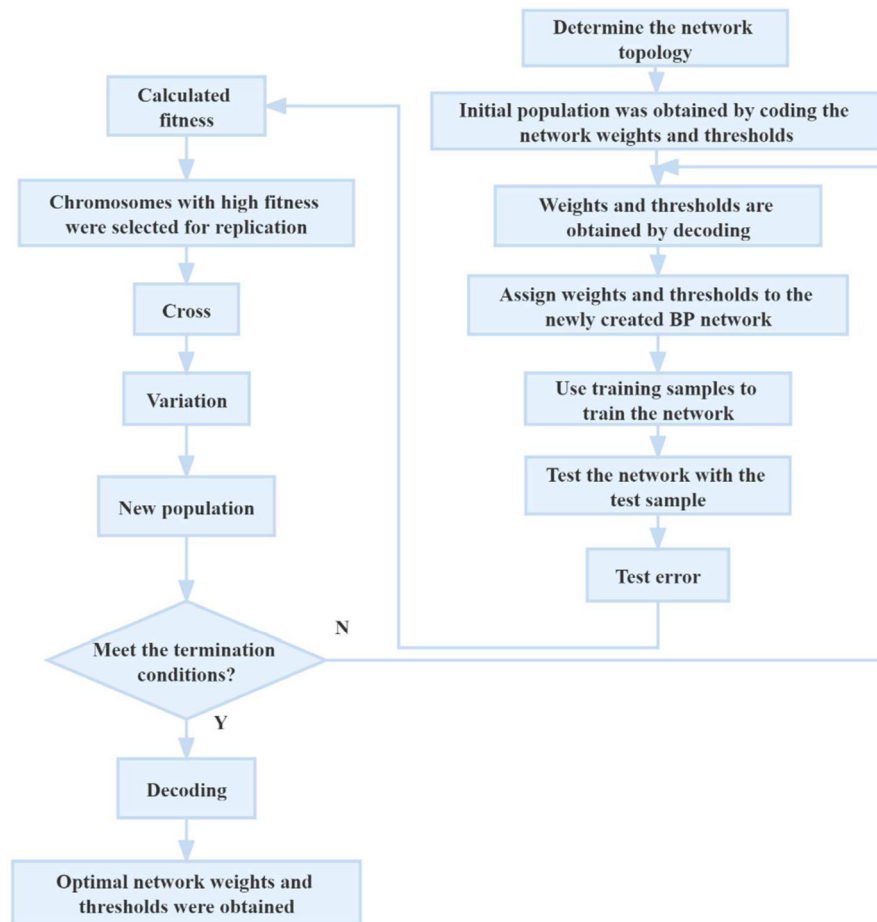 Determine the network
topology
Initial population was obtained by coding the
network weights and thresholds
Weights and thresholds are
obtained by decoding
Assign weights and thresholds to the
newly created BP network
Use training samples to
train the network
Test the network with the
test sample
Test error
Calculated
fitness
Chromosomes with high fitness
were selected for replication
Cross
Variation
New population
Meet the termination
conditions?
N
Y
Decoding
Optimal network weights and
thresholds were obtained